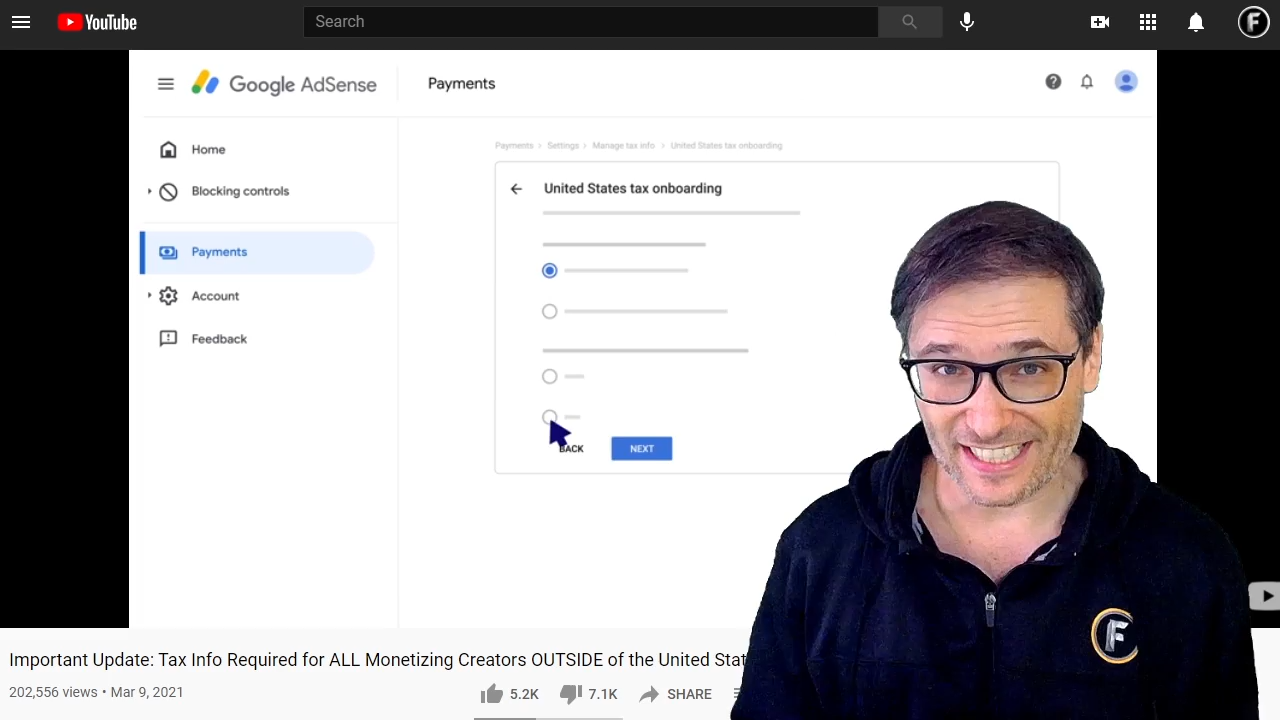 YouTube
Search
F
Google AdSense
Payments
Home
Blocking controls
Payments
Account
Feedback
Payments › Settings › Manage tax info › United States tax onboarding
United States tax onboarding
BACK
NEXT
F
Important Update: Tax Info Required for ALL Monetizing Creators OUTSIDE of the United Stat
202,556 views • Mar 9, 2021
5.2K
7.1K
SHARE